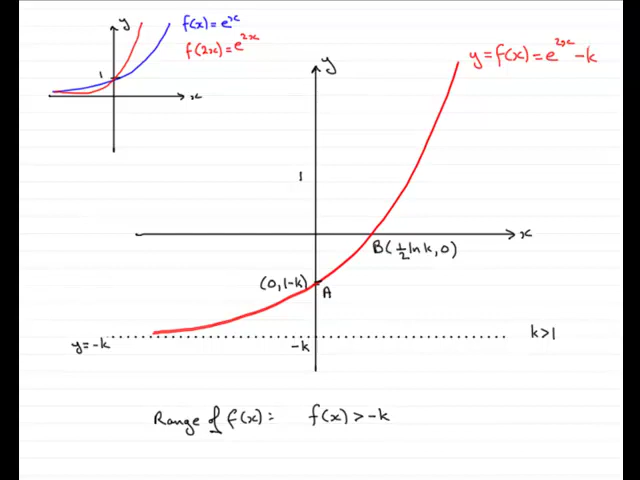 y
f(x) = e^x
f(2x) = e^2x
1
x
y
y = f(x) = e^2x - k
1
x
B(½ ln k, 0)
(0, 1-k)
A
y = -k
-k
k > 1
Range of f(x) : f(x) > -k